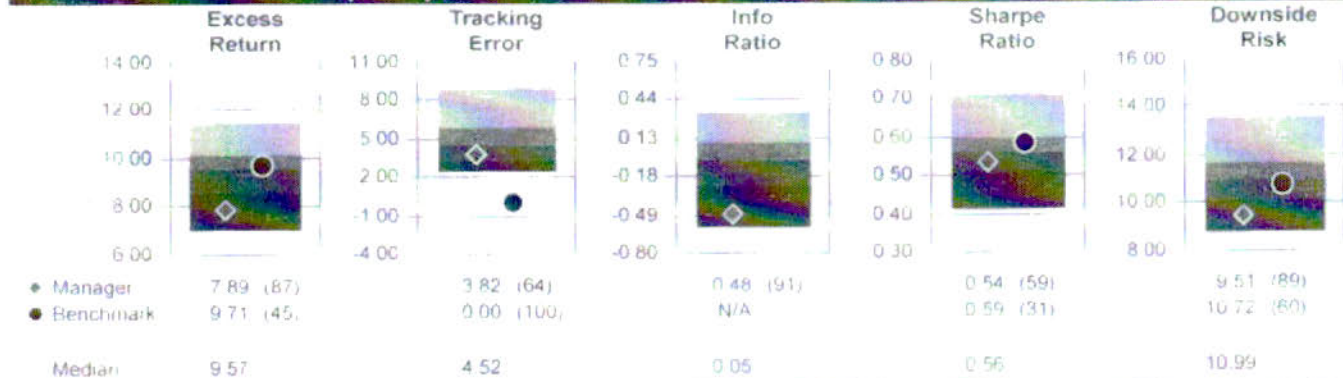 Excess Tracking Info Sharpe Downside
Return Error Ratio Ratio Risk
14.00 11.00 0.75 0.80 16.00
12.00 8.00 0.44 0.70 14.00
10.00 5.00 0.13 0.60 12.00
8.00 2.00 -0.18 0.50 10.00
6.00 -1.00 -0.49 0.40 8.00
-4.00 -0.80 0.30
Manager 7.89 (87) 3.82 (64) 0.48 (91) 0.54 (59) 9.51 (89)
Benchmark 9.71 (45) 0.00 (100) N/A 0.59 (31) 10.72 (60)
Median 9.57 4.52 0.05 0.56 10.99